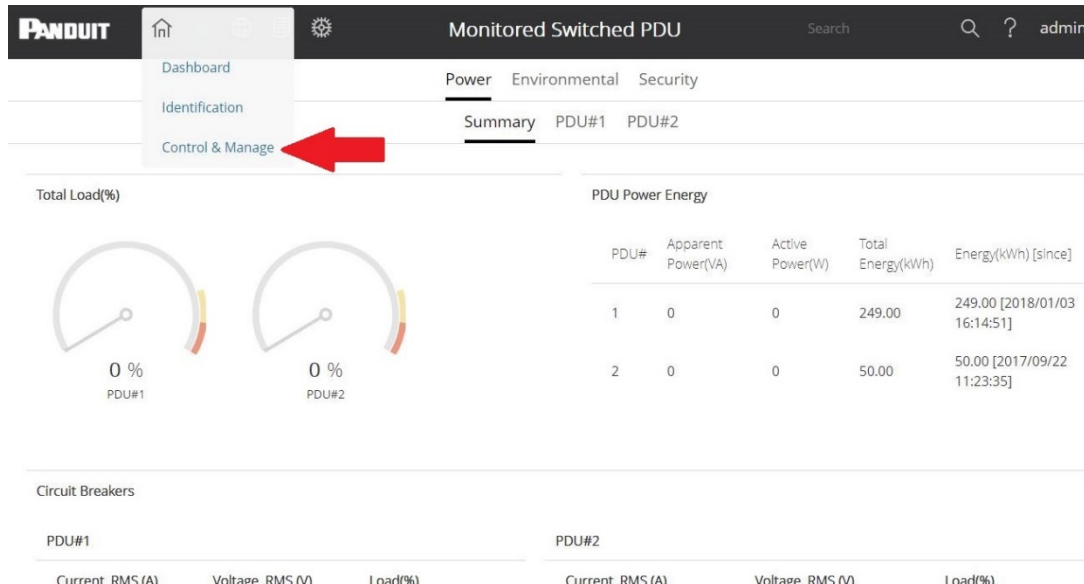 PANDUIT
Monitored Switched PDU
Search
admin
Dashboard
Identification
Control & Manage
Power Environmental Security
Summary PDU#1 PDU#2
Total Load(%)
0 %
PDU#1
0 %
PDU#2
PDU Power Energy
PDU# Apparent Power(VA) Active Power(W) Total Energy(kWh) Energy(kWh) [since]
1 0 0 249.00 249.00 [2018/01/03 16:14:51]
2 0 0 50.00 50.00 [2017/09/22 11:23:35]
Circuit Breakers
PDU#1
Current RMS (A) Voltage RMS (V) Load(%)
PDU#2
Current RMS (A) Voltage RMS (V) Load(%)